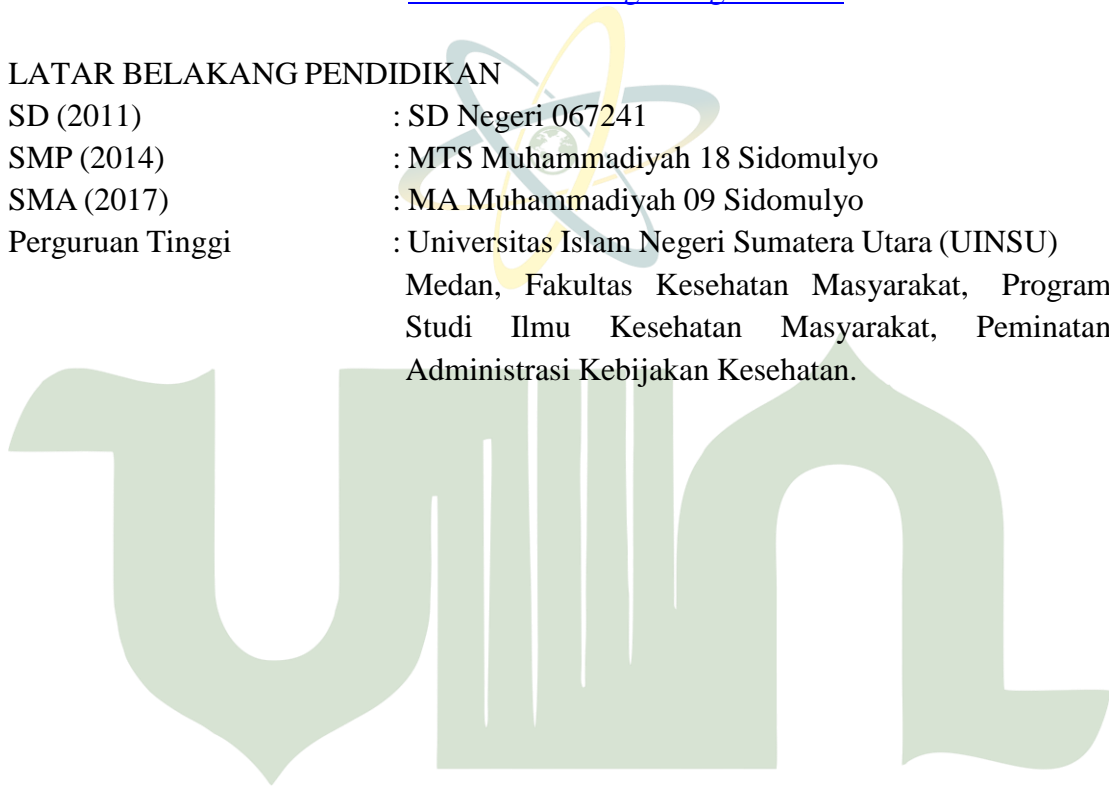 LATAR BELAKANG PENDIDIKAN
SD (2011) : SD Negeri 067241
SMP (2014) : MTS Muhammadiyah 18 Sidomulyo
SMA (2017) : MA Muhammadiyah 09 Sidomulyo
Perguruan Tinggi : Universitas Islam Negeri Sumatera Utara (UINSU)
Medan, Fakultas Kesehatan Masyarakat, Program
Studi Ilmu Kesehatan Masyarakat, Peminatan
Administrasi Kebijakan Kesehatan.
UIN